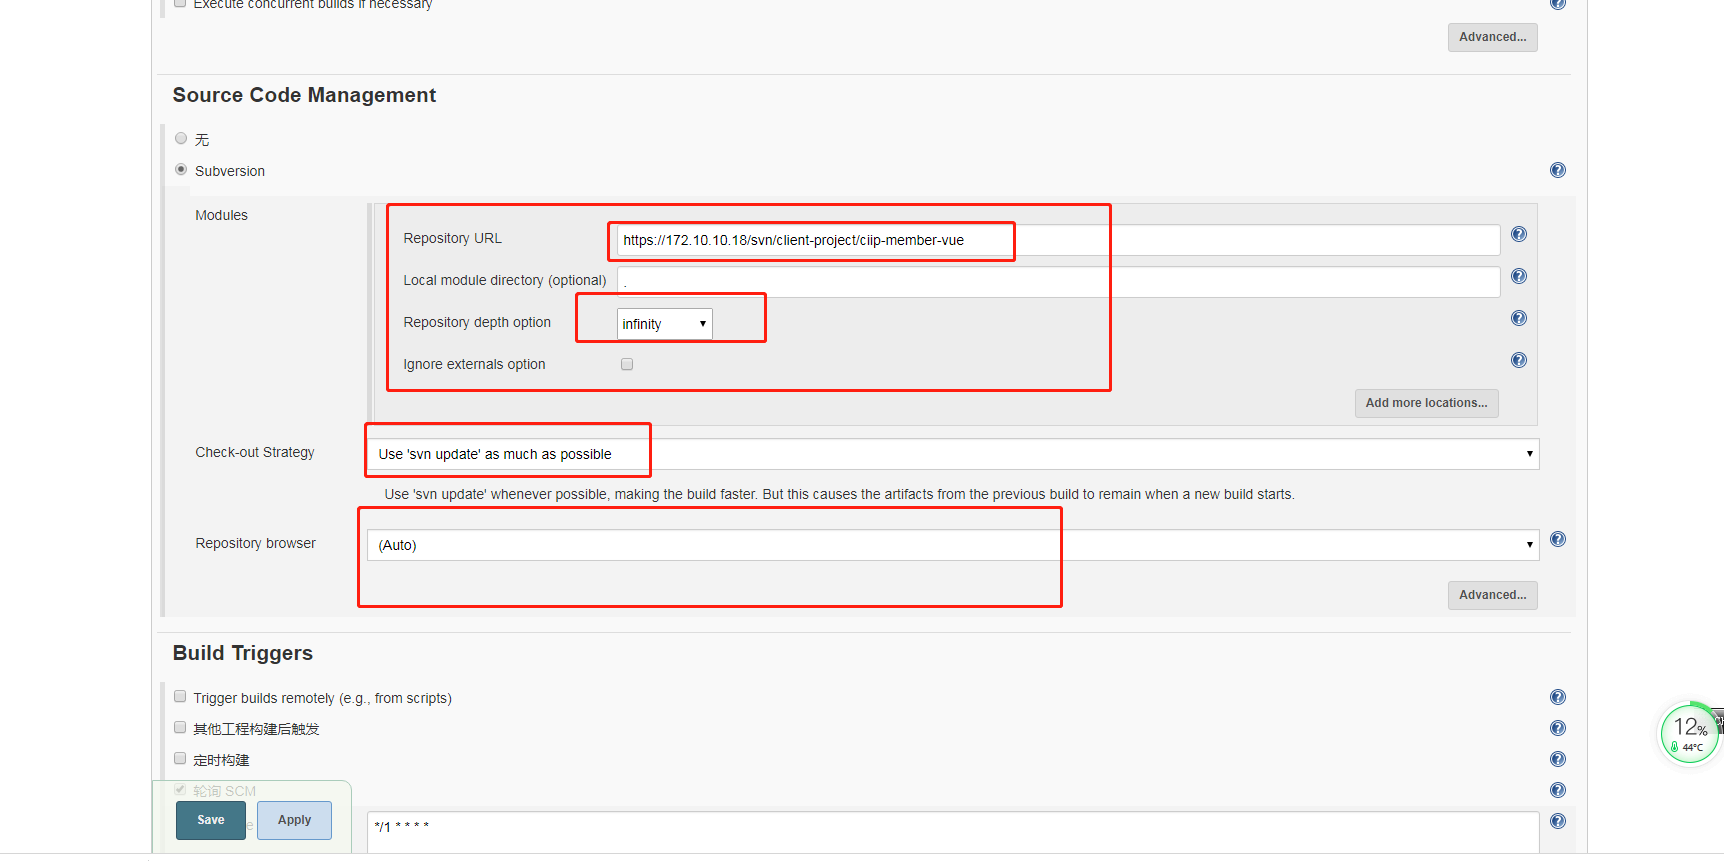 Execute concurrent builds if necessary
Advanced...
Source Code Management
无
Subversion
Modules
Repository URL
https://172.10.10.18/svn/client-project/ciip-member-vue
Local module directory (optional)
.
Repository depth option
infinity
Ignore externals option
Add more locations...
Check-out Strategy
Use 'svn update' as much as possible
Use 'svn update' whenever possible, making the build faster. But this causes the artifacts from the previous build to remain when a new build starts.
Repository browser
(Auto)
Advanced...
Build Triggers
Trigger builds remotely (e.g., from scripts)
其他工程构建后触发
定时构建
轮询 SCM
Save
Apply
*/1 * * * *
12%
44°C